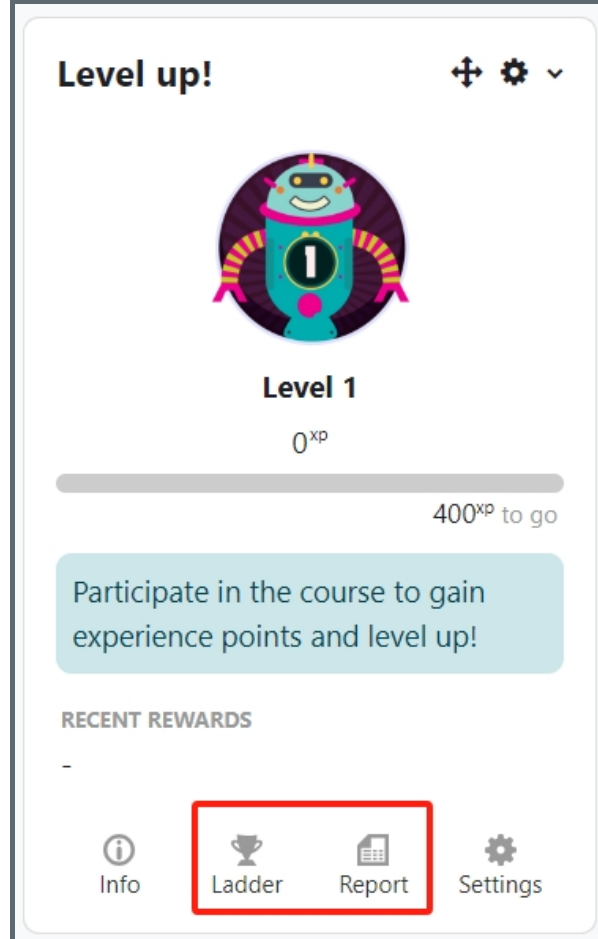 Level up!
1
Level 1
0xp
400xp to go
Participate in the course to gain
experience points and level up!
RECENT REWARDS
-
Info Ladder Report Settings